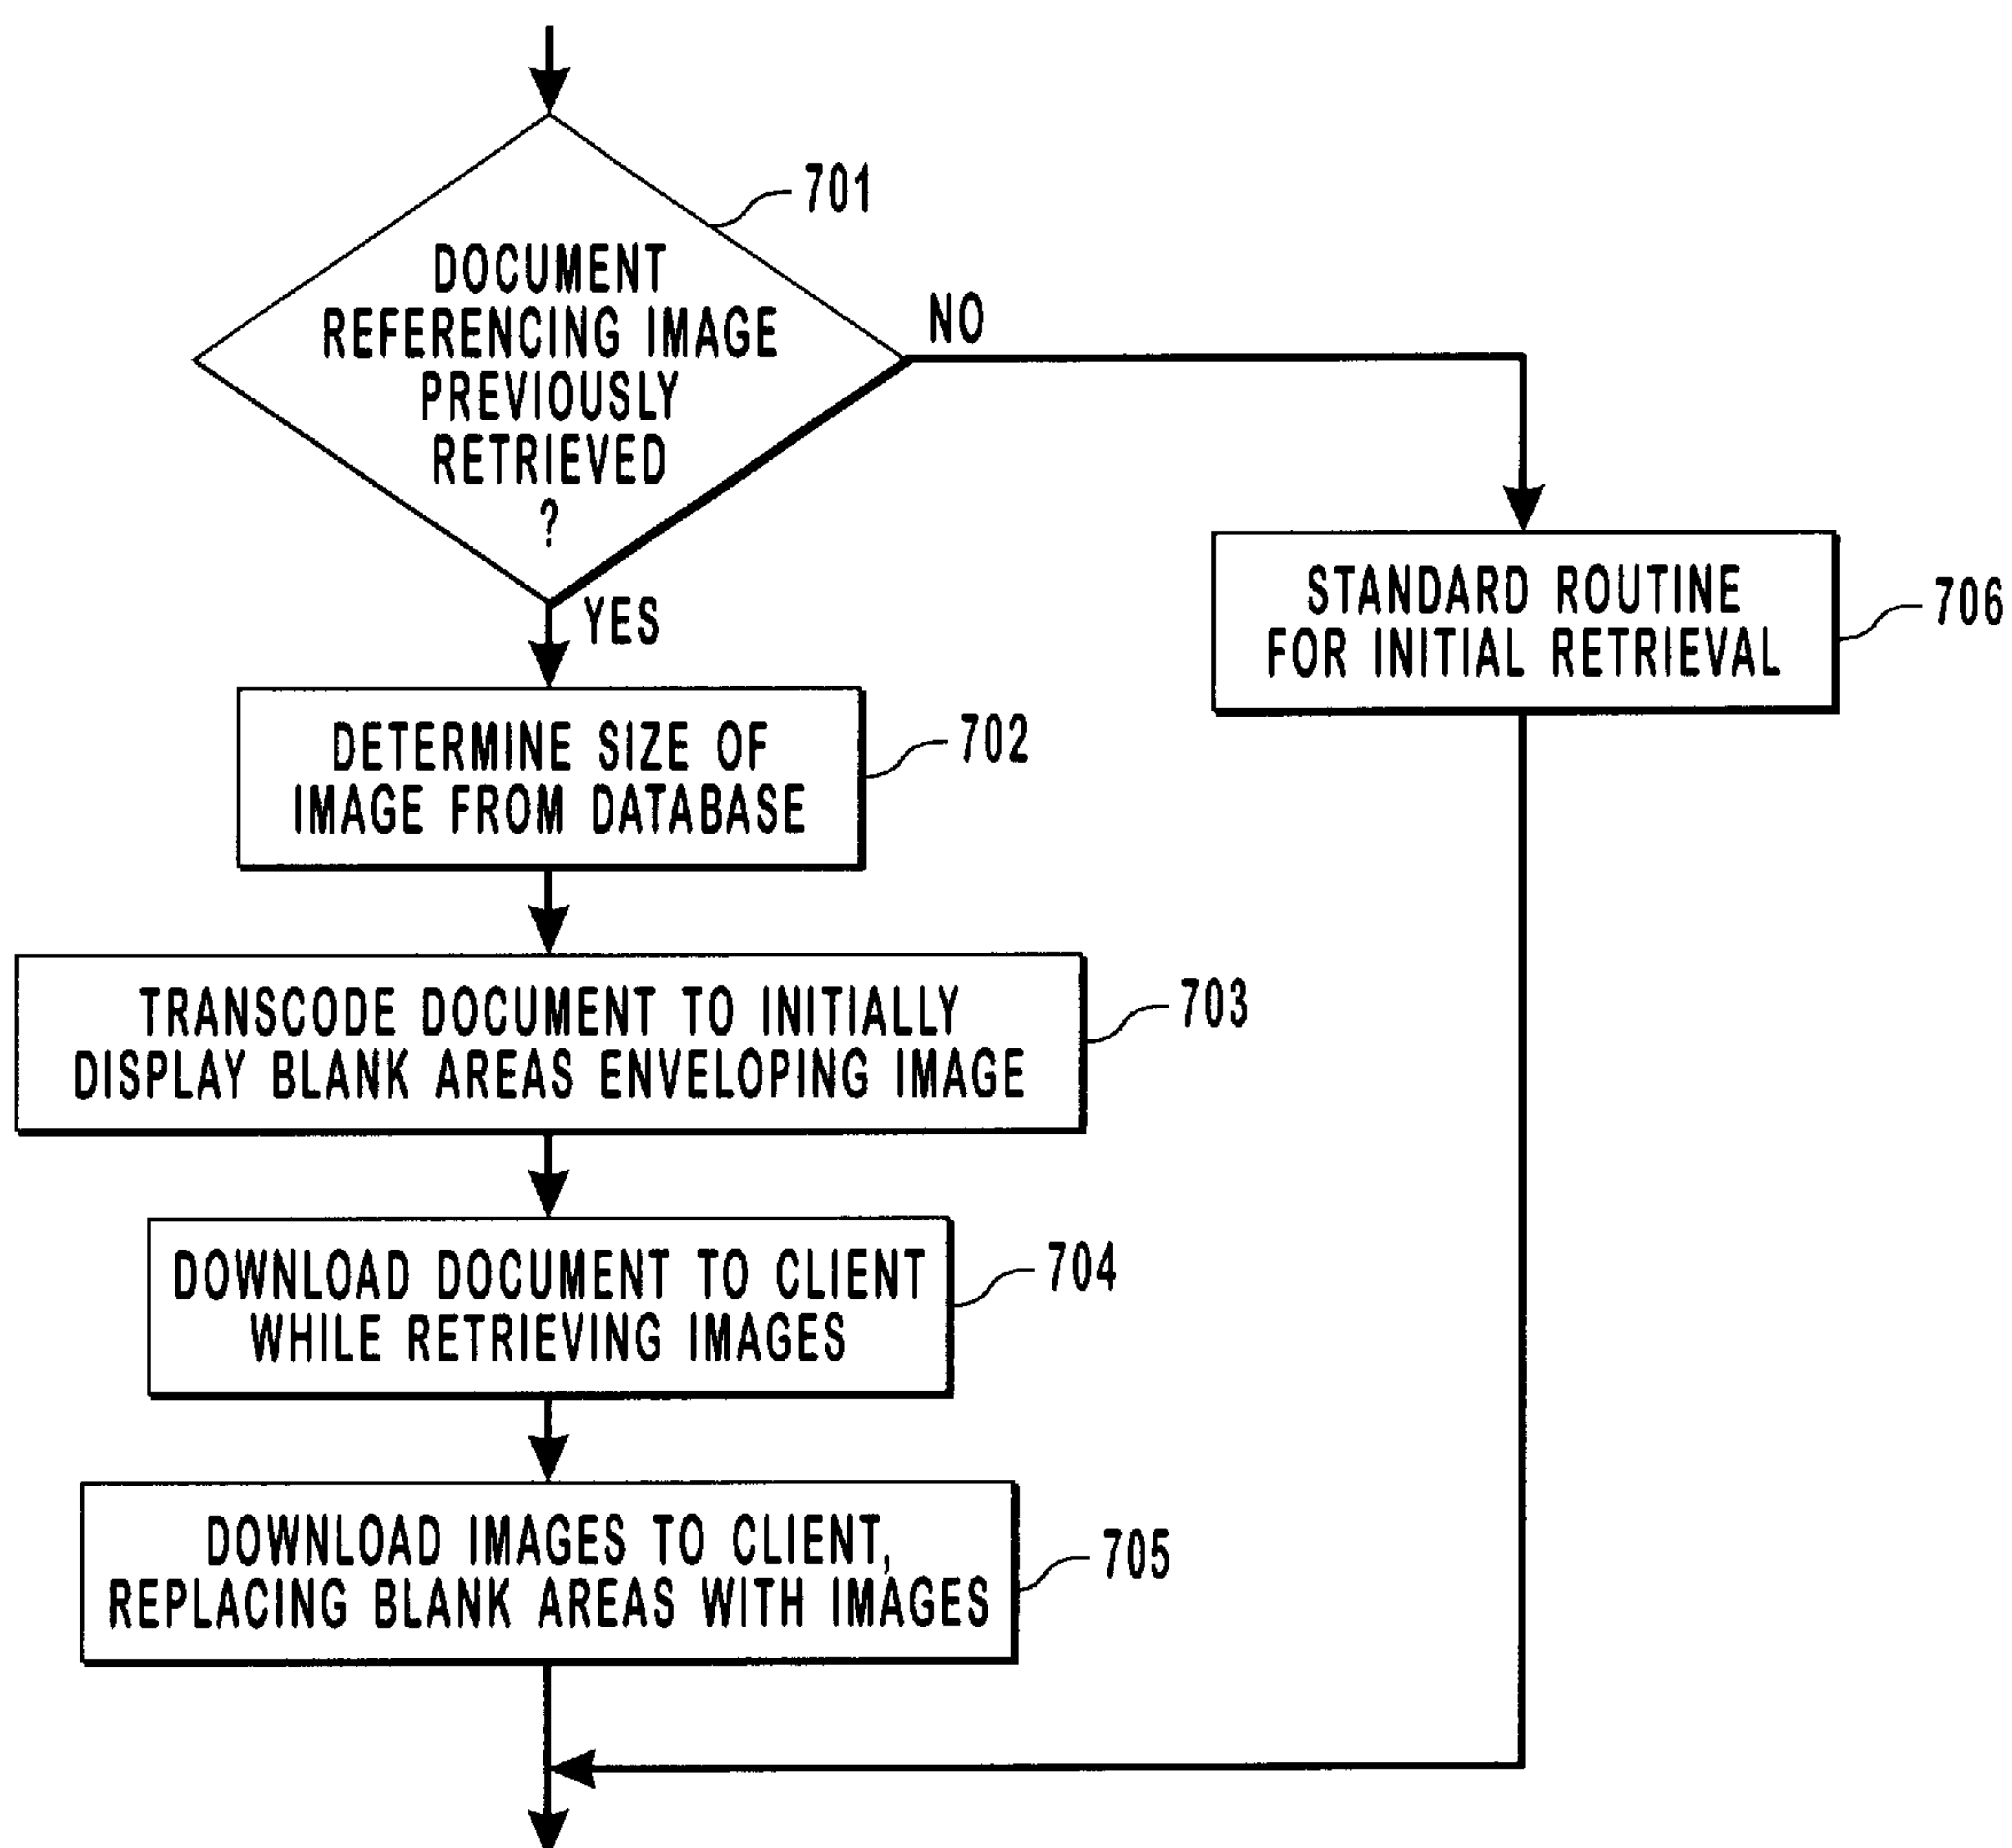 701
DOCUMENT
REFERENCING IMAGE
PREVIOUSLY
RETRIEVED
?
NO
YES
STANDARD ROUTINE
FOR INITIAL RETRIEVAL
706
DETERMINE SIZE OF
IMAGE FROM DATABASE
702
TRANSCODE DOCUMENT TO INITIALLY
DISPLAY BLANK AREAS ENVELOPING IMAGE
703
DOWNLOAD DOCUMENT TO CLIENT
WHILE RETRIEVING IMAGES
704
DOWNLOAD IMAGES TO CLIENT,
REPLACING BLANK AREAS WITH IMAGES
705